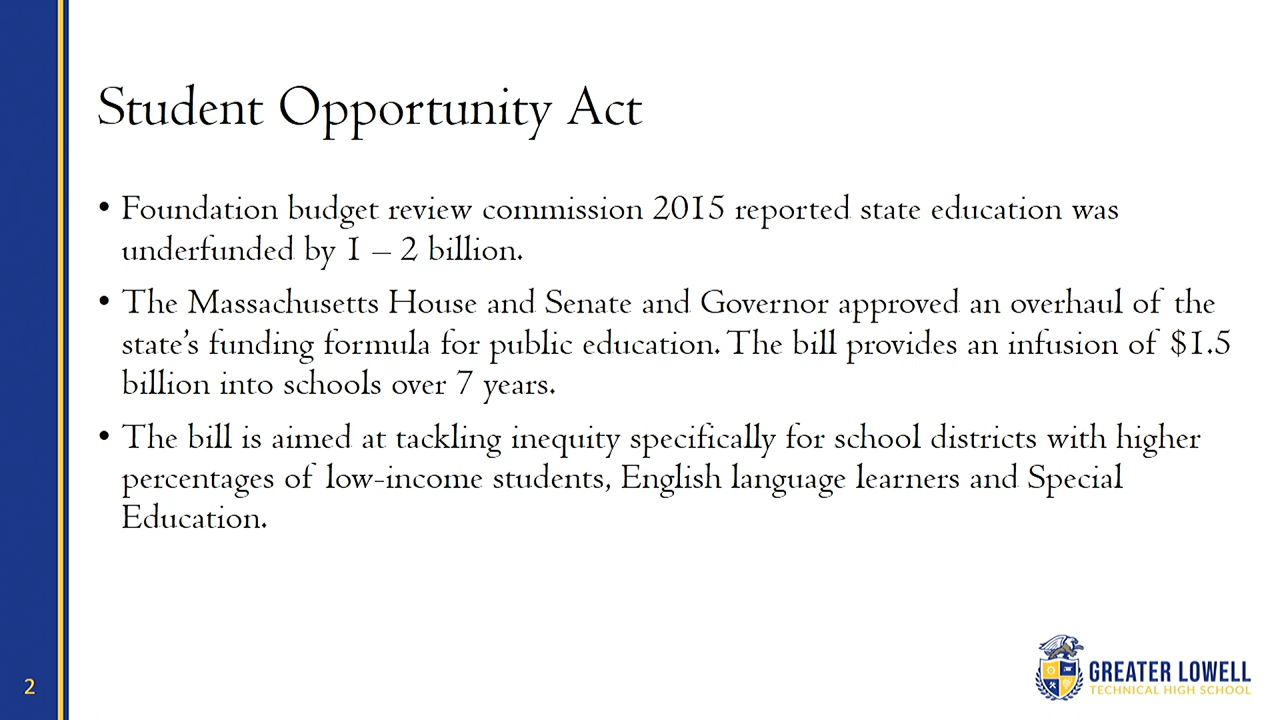 Student Opportunity Act
• Foundation budget review commission 2015 reported state education was
underfunded by 1 – 2 billion.
• The Massachusetts House and Senate and Governor approved an overhaul of the
state’s funding formula for public education. The bill provides an infusion of $1.5
billion into schools over 7 years.
• The bill is aimed at tackling inequity specifically for school districts with higher
percentages of low-income students, English language learners and Special
Education.
2
GREATER LOWELL
TECHNICAL HIGH SCHOOL